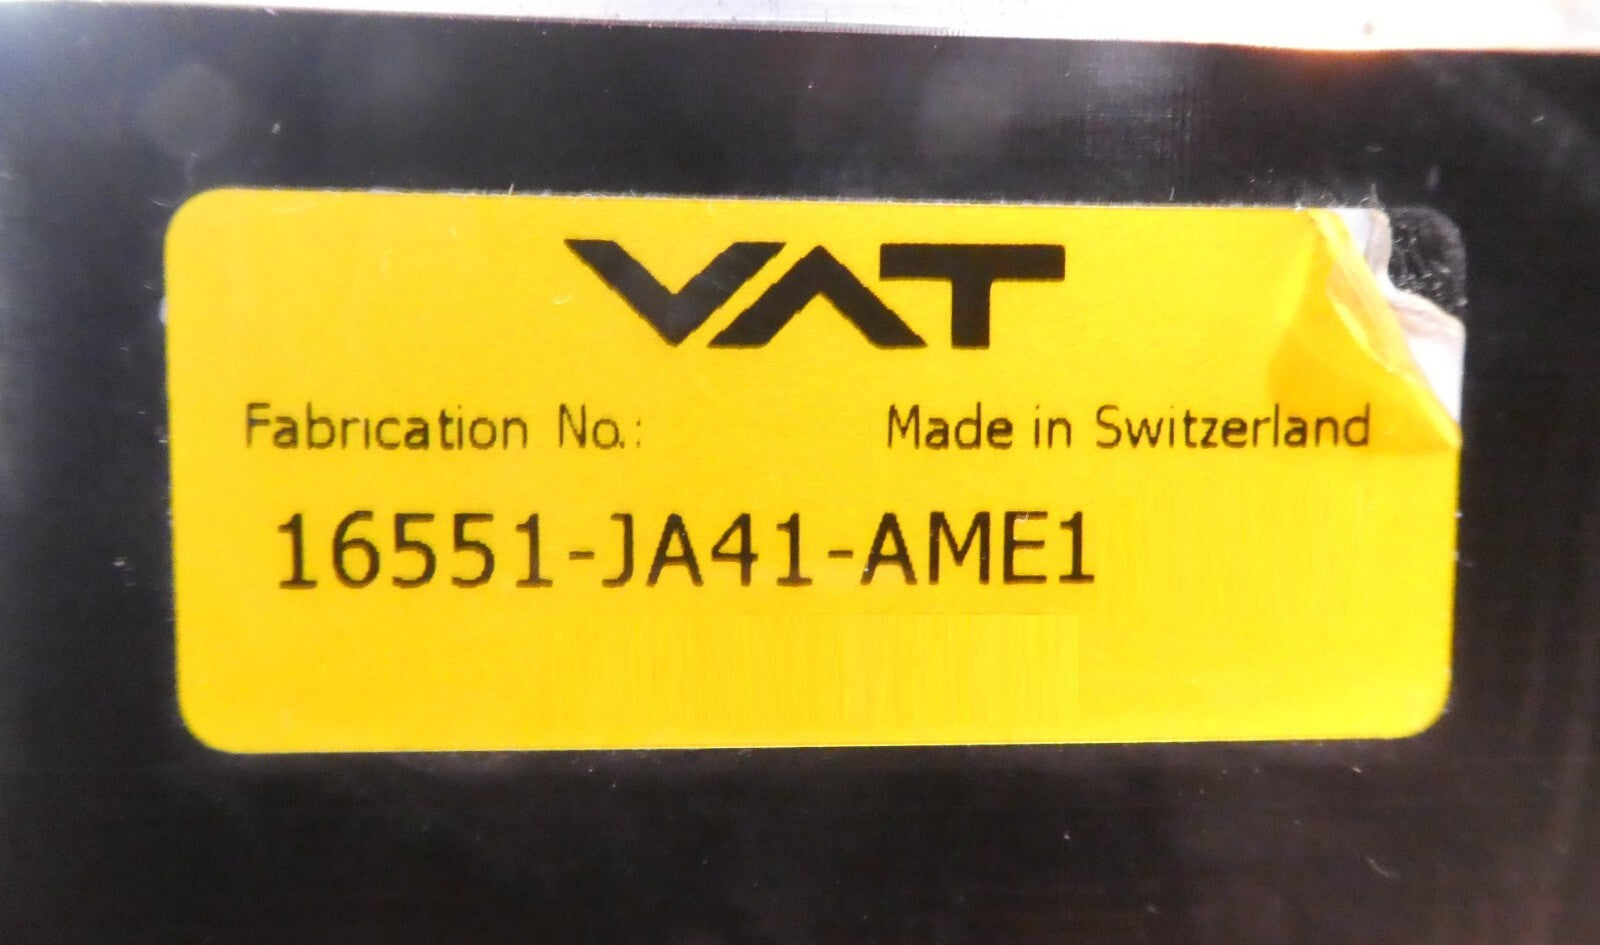 VAT
Fabrication No.: Made in Switzerland
16551-JA41-AME1